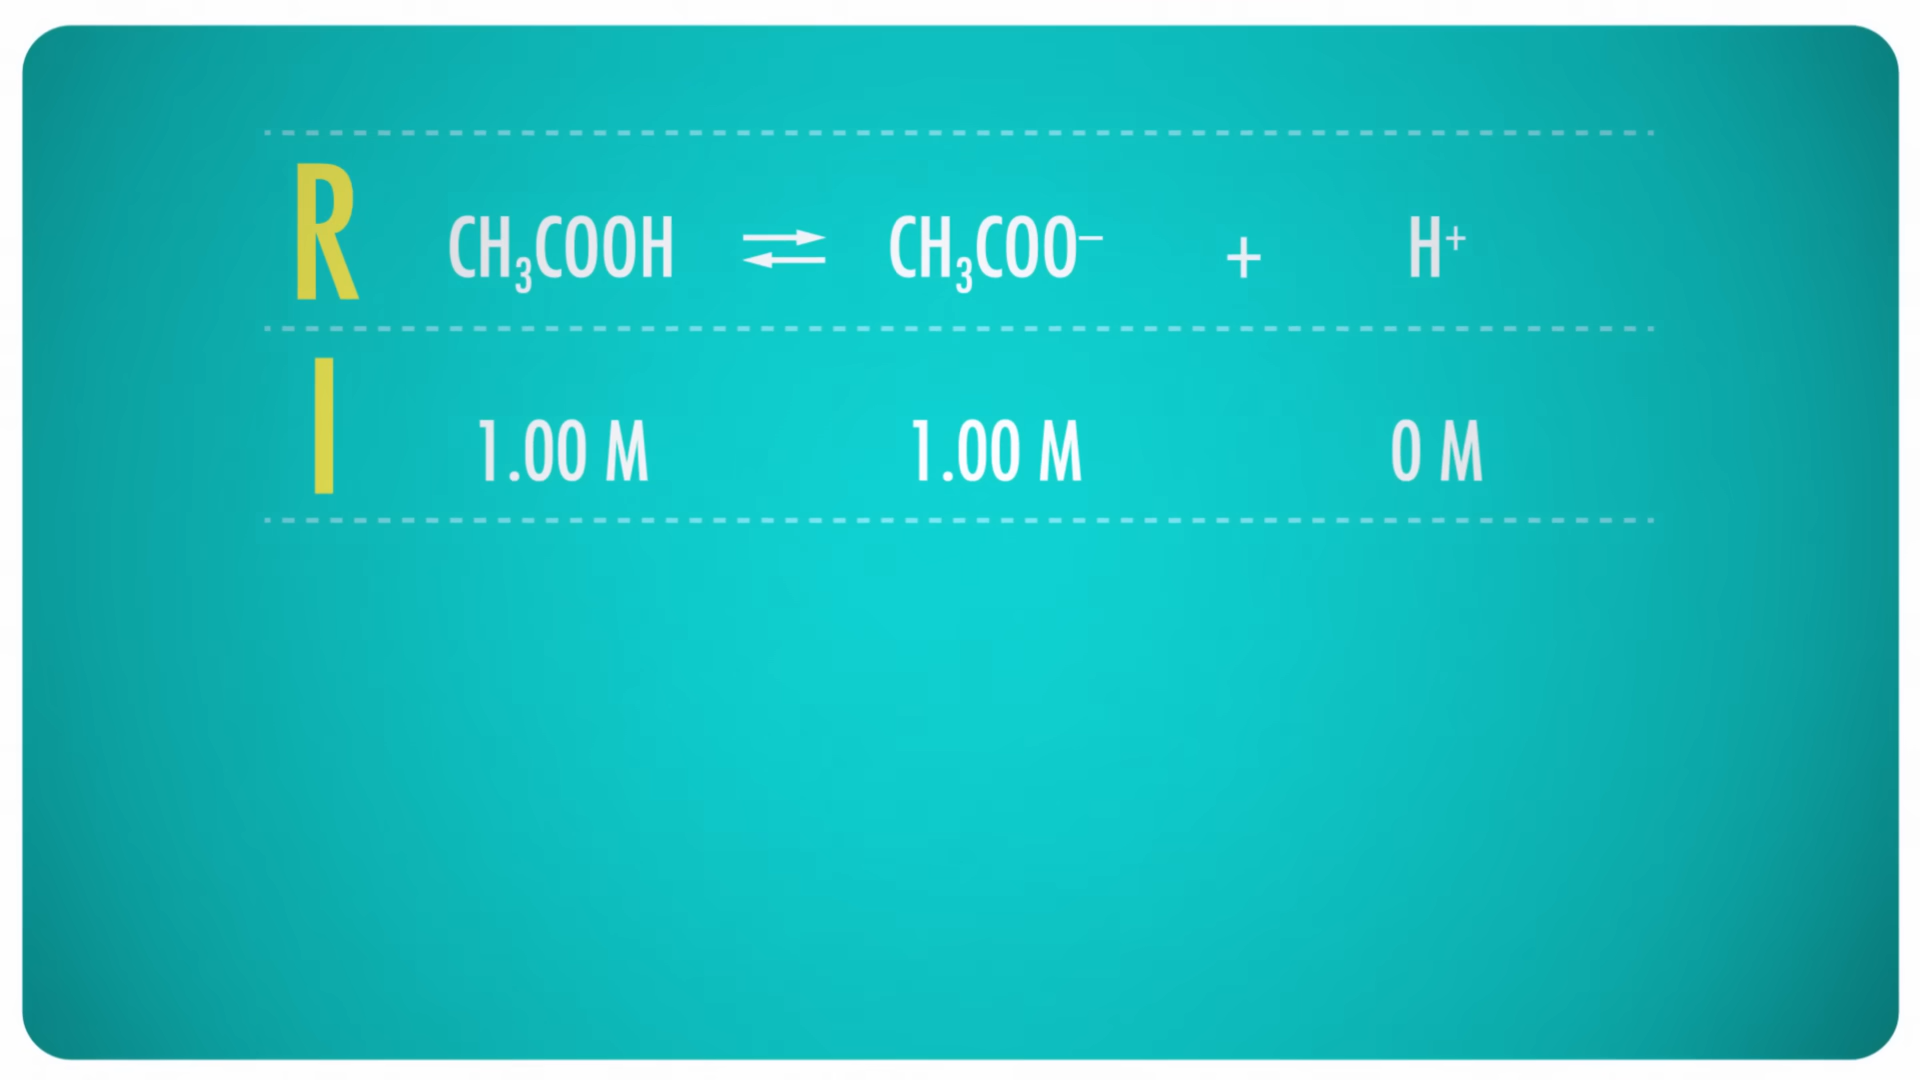 R CH₃COOH ⇌ CH₃COO⁻ + H⁺
I 1.00 M 1.00 M 0 M